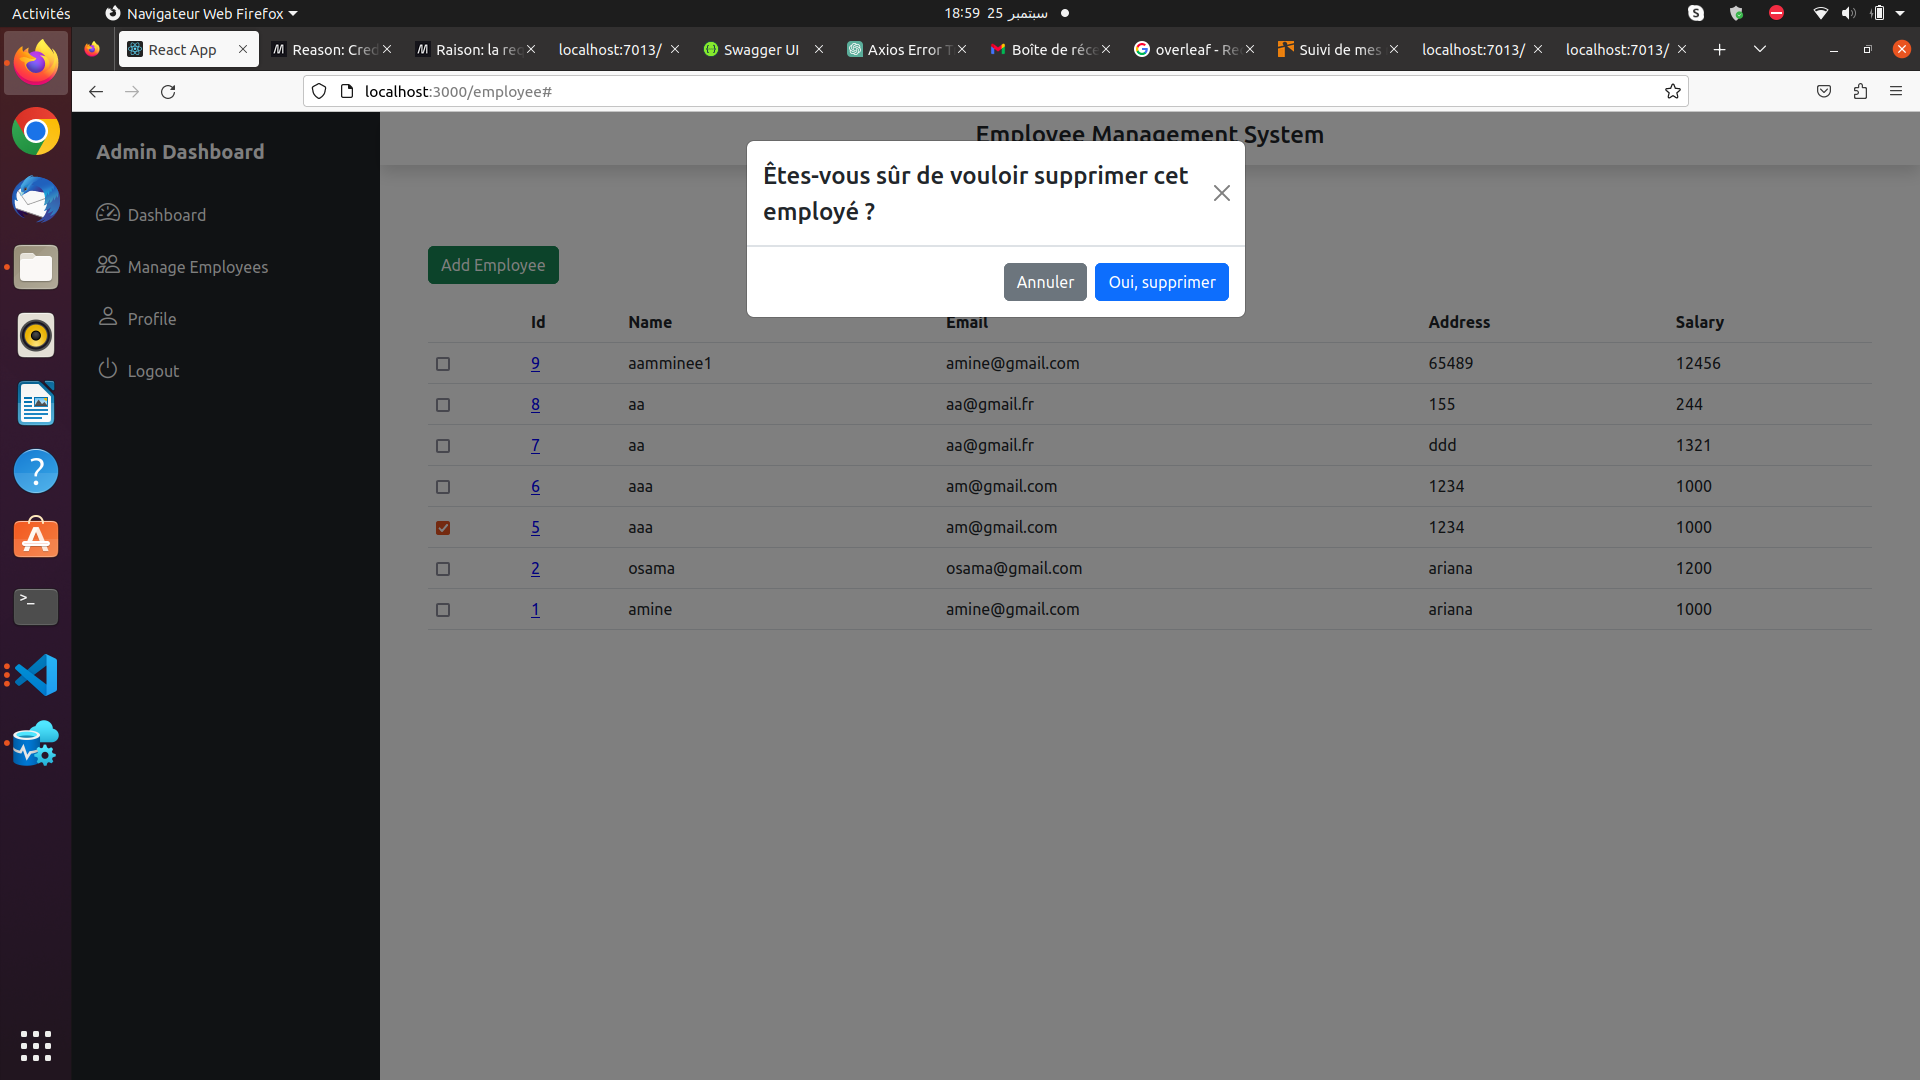 Activités
Navigateur Web Firefox
18:59 25 سبتمبر
React App
Reason: Cred
Raison: la req
localhost:7013/
Swagger UI
Axios Error T
Boîte de réce
overleaf - Re
Suivi de mes
localhost:7013/
localhost:7013/
localhost:3000/employee#
Admin Dashboard
Dashboard
Manage Employees
Profile
Logout
Employee Management System
Êtes-vous sûr de vouloir supprimer cet
employé ?
Annuler
Oui, supprimer
Add Employee
Id Name Email Address Salary
9 aamminee1 amine@gmail.com 65489 12456
8 aa aa@gmail.fr 155 244
7 aa aa@gmail.fr ddd 1321
6 aaa am@gmail.com 1234 1000
5 aaa am@gmail.com 1234 1000
2 osama osama@gmail.com ariana 1200
1 amine amine@gmail.com ariana 1000